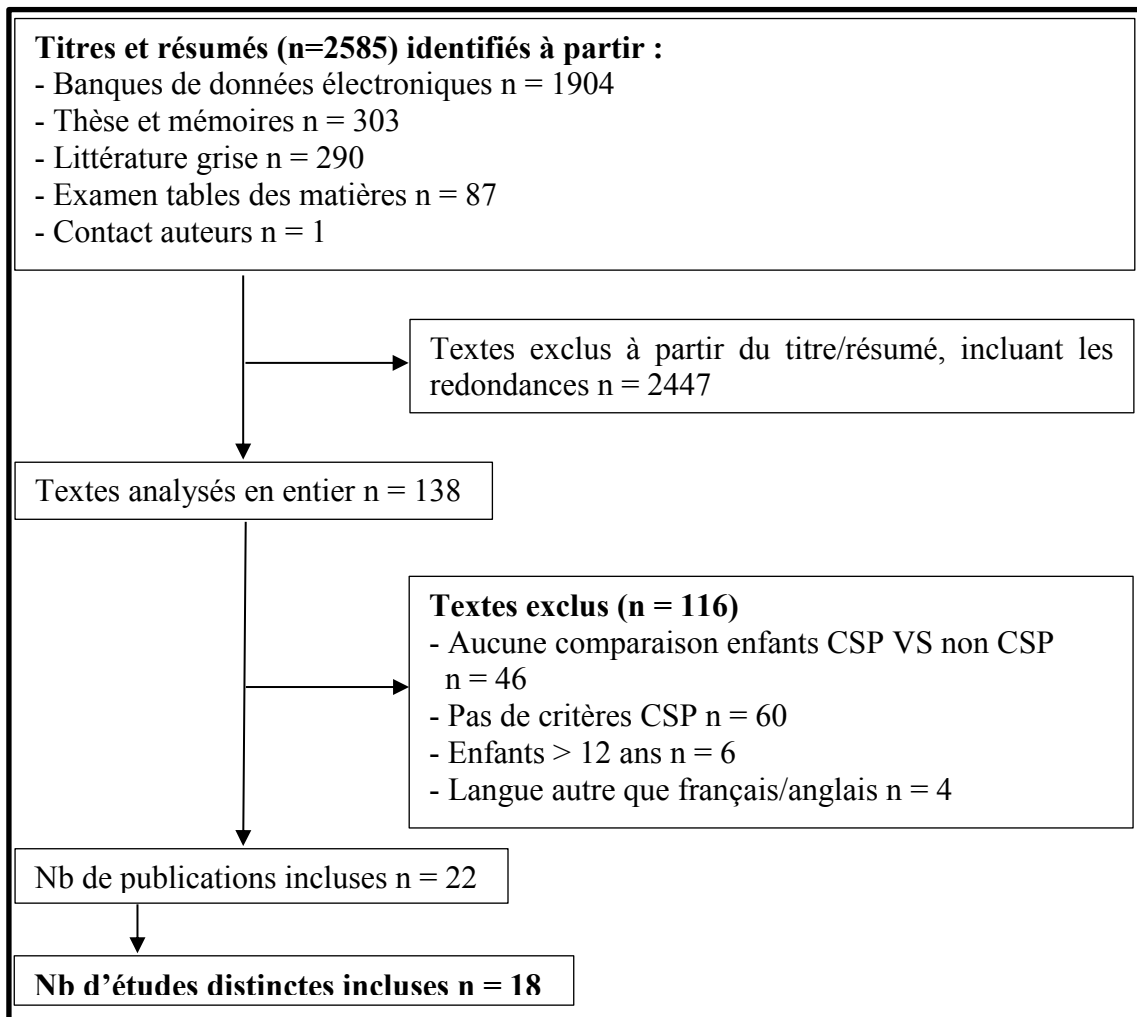 Titres et résumés (n=2585) identifiés à partir :
- Banques de données électroniques n = 1904
- Thèse et mémoires n = 303
- Littérature grise n = 290
- Examen tables des matières n = 87
- Contact auteurs n = 1
Textes exclus à partir du titre/résumé, incluant les
redondances n = 2447
Textes analysés en entier n = 138
Textes exclus (n = 116)
- Aucune comparaison enfants CSP VS non CSP
n = 46
- Pas de critères CSP n = 60
- Enfants > 12 ans n = 6
- Langue autre que français/anglais n = 4
Nb de publications incluses n = 22
Nb d’études distinctes incluses n = 18